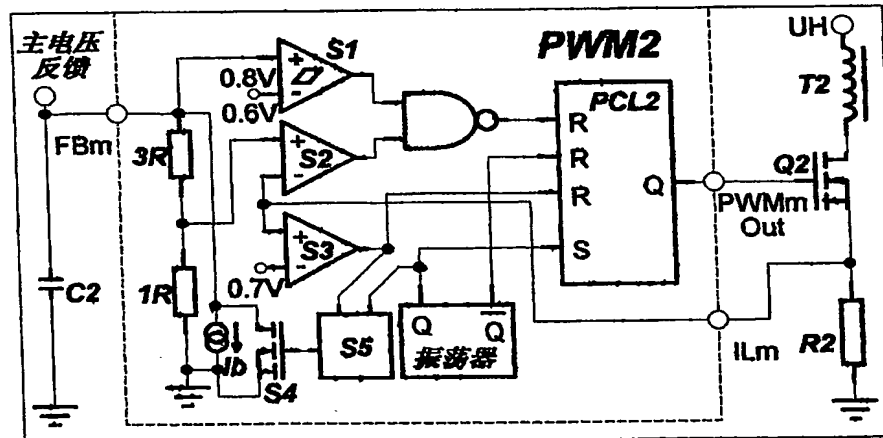 主电压
反馈
FBm
3R
1R
C2
S1
0.8V
0.6V
S2
S3
0.7V
Ib
S4
S5
Q
Q̅
振荡器
PWM2
PCL2
R
R
R
S
Q
PWMm
Out
ILm
UH
T2
Q2
R2
+
-
+
-
+
-